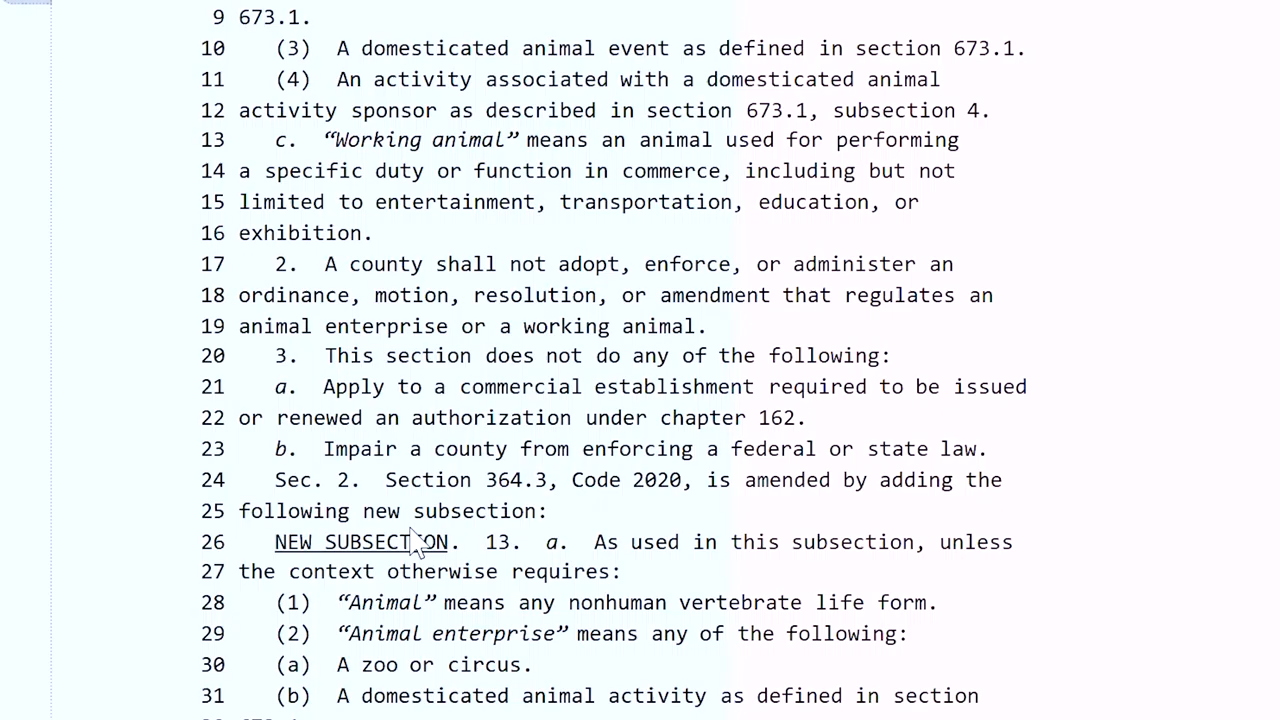 9 673.1.
10 (3) A domesticated animal event as defined in section 673.1.
11 (4) An activity associated with a domesticated animal
12 activity sponsor as described in section 673.1, subsection 4.
13 c. “Working animal” means an animal used for performing
14 a specific duty or function in commerce, including but not
15 limited to entertainment, transportation, education, or
16 exhibition.
17 2. A county shall not adopt, enforce, or administer an
18 ordinance, motion, resolution, or amendment that regulates an
19 animal enterprise or a working animal.
20 3. This section does not do any of the following:
21 a. Apply to a commercial establishment required to be issued
22 or renewed an authorization under chapter 162.
23 b. Impair a county from enforcing a federal or state law.
24 Sec. 2. Section 364.3, Code 2020, is amended by adding the
25 following new subsection:
26 NEW SUBSECTION. 13. a. As used in this subsection, unless
27 the context otherwise requires:
28 (1) “Animal” means any nonhuman vertebrate life form.
29 (2) “Animal enterprise” means any of the following:
30 (a) A zoo or circus.
31 (b) A domesticated animal activity as defined in section